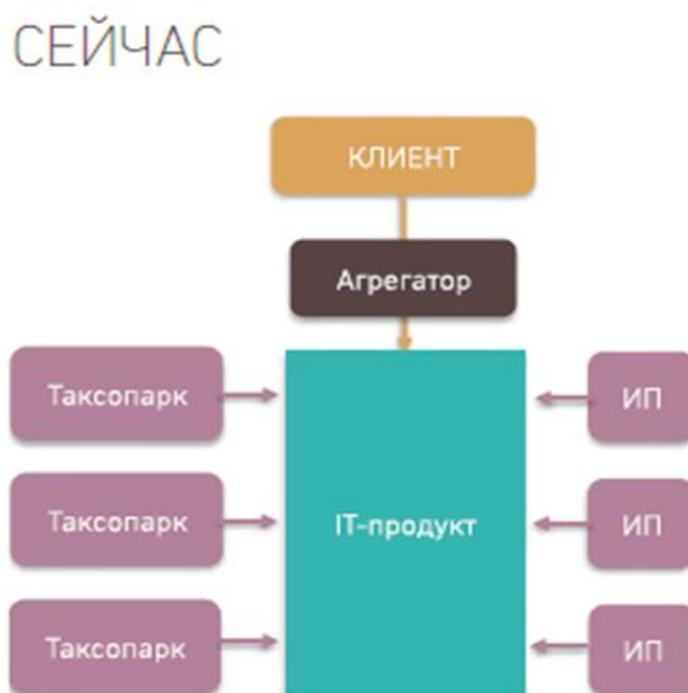 СЕЙЧАС
КЛИЕНТ
Агрегатор
Таксопарк
ИП
Таксопарк
IT-продукт
ИП
Таксопарк
ИП